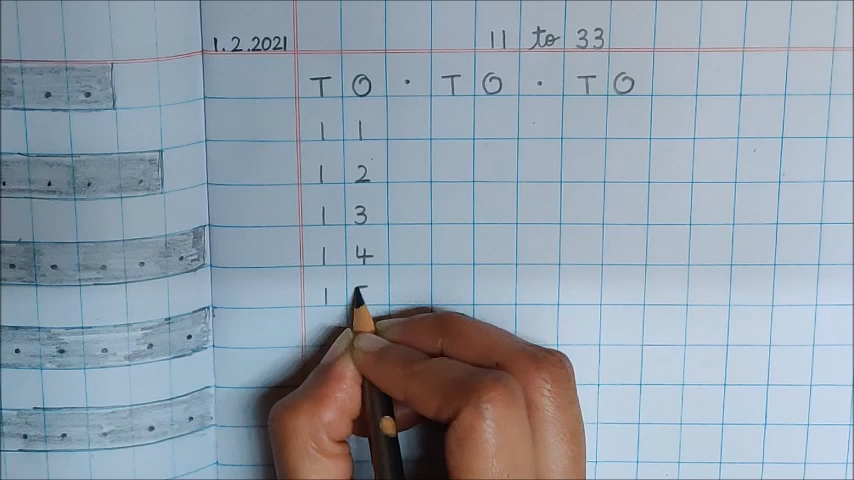 1.2.2021 11 to 33
T O . T O . T O
1 1
1 2
1 3
1 4
1